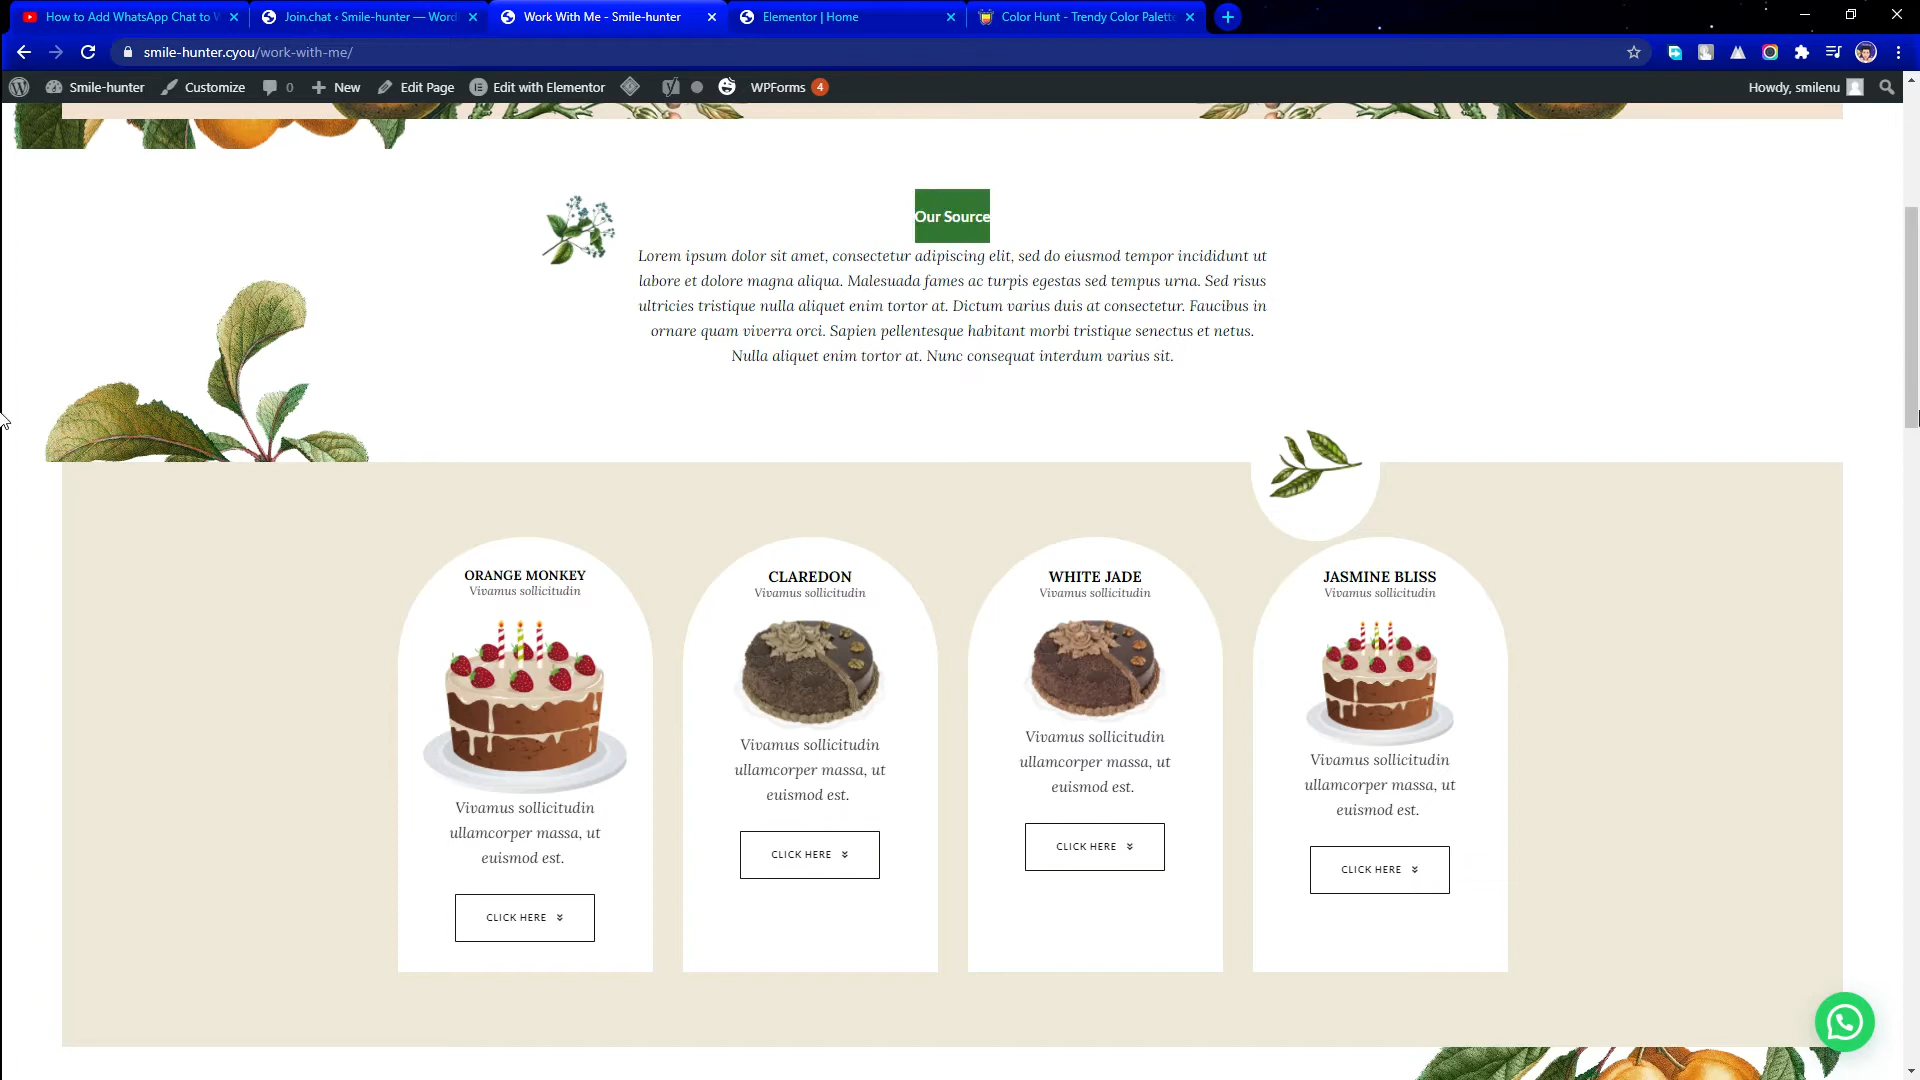 How to Add WhatsApp Chat to W
Join.chat ‹ Smile-hunter — Word
Work With Me - Smile-hunter
Elementor | Home
Color Hunt - Trendy Color Palett
smile-hunter.cyou/work-with-me/
Smile-hunter
Customize
0
New
Edit Page
Edit with Elementor
WPForms 4
Howdy, smilenu
Our Source
Lorem ipsum dolor sit amet, consectetur adipiscing elit, sed do eiusmod tempor incididunt ut
labore et dolore magna aliqua. Malesuada fames ac turpis egestas sed tempus urna. Sed risus
ultricies tristique nulla aliquet enim tortor at. Dictum varius duis at consectetur. Faucibus in
ornare quam viverra orci. Sapien pellentesque habitant morbi tristique senectus et netus.
Nulla aliquet enim tortor at. Nunc consequat interdum varius sit.
ORANGE MONKEY
Vivamus sollicitudin
Vivamus sollicitudin
ullamcorper massa, ut
euismod est.
CLICK HERE
CLAREDON
Vivamus sollicitudin
Vivamus sollicitudin
ullamcorper massa, ut
euismod est.
CLICK HERE
WHITE JADE
Vivamus sollicitudin
Vivamus sollicitudin
ullamcorper massa, ut
euismod est.
CLICK HERE
JASMINE BLISS
Vivamus sollicitudin
Vivamus sollicitudin
ullamcorper massa, ut
euismod est.
CLICK HERE